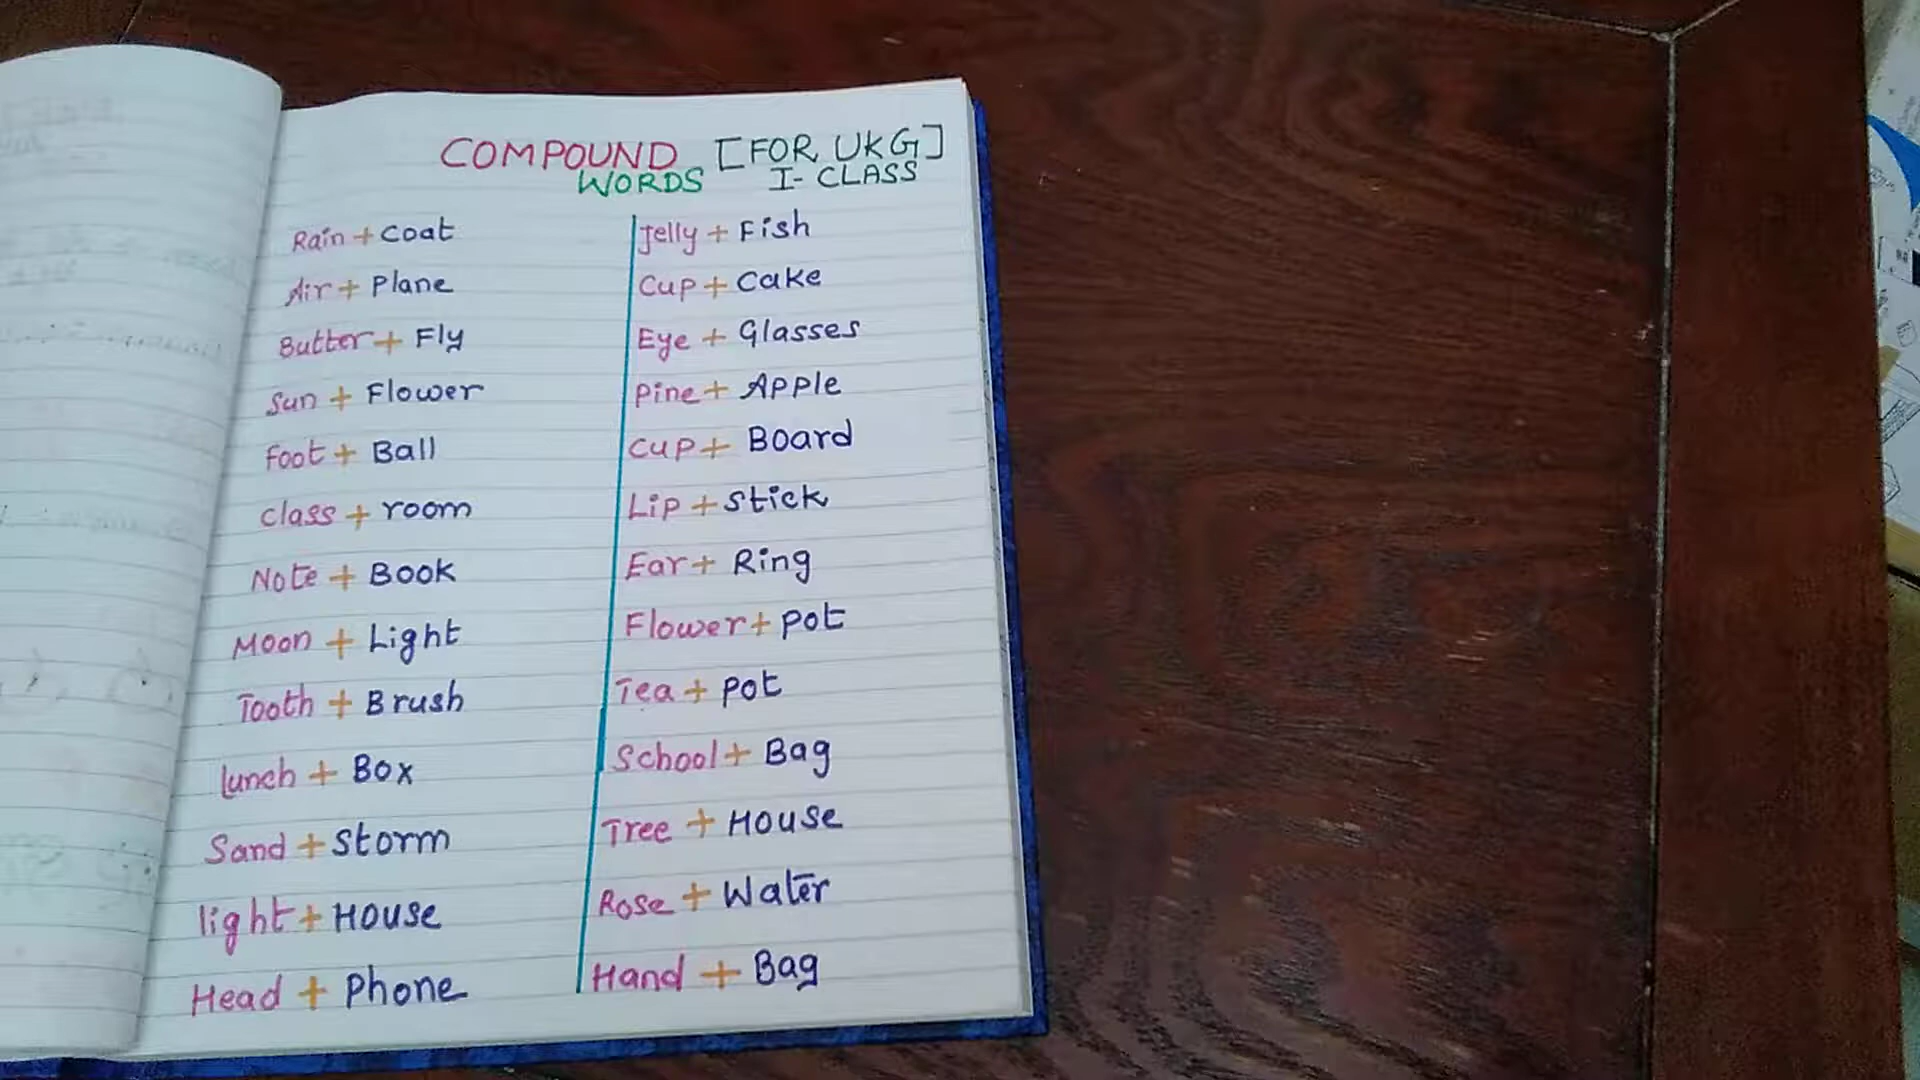 COMPOUND WORDS [FOR UKG] I- CLASS
Rain + Coat
Air + Plane
Butter + Fly
Sun + Flower
Foot + Ball
Class + room
Note + Book
Moon + Light
Tooth + Brush
Lunch + Box
Sand + Storm
light + House
Head + Phone
Jelly + Fish
Cup + Cake
Eye + Glasses
Pine + Apple
Cup + Board
Lip + Stick
Ear + Ring
Flower + Pot
Tea + Pot
School + Bag
Tree + House
Rose + Water
Hand + Bag